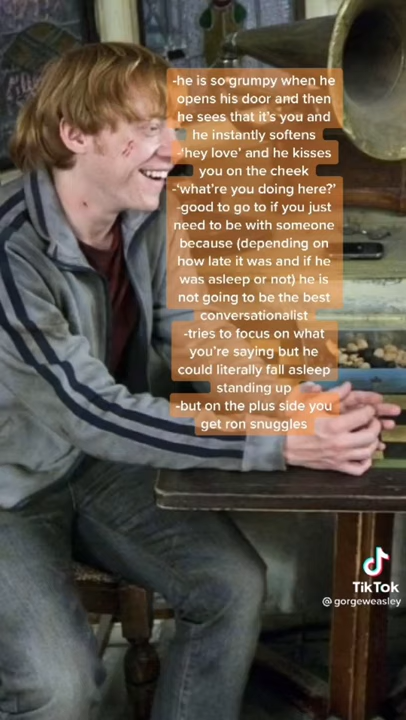 -he is so grumpy when he
opens his door and then
he sees that it's you and
he instantly softens
-'hey love' and he kisses
you on the cheek
-'what're you doing here?'
-good to go to if you just
need to be with someone
because (depending on
how late it was and if he
was asleep or not) he is
not going to be the best
conversationalist
-tries to focus on what
you're saying but he
could literally fall asleep
standing up
-but on the plus side you
get ron snuggles
TikTok
@gorgeweasley